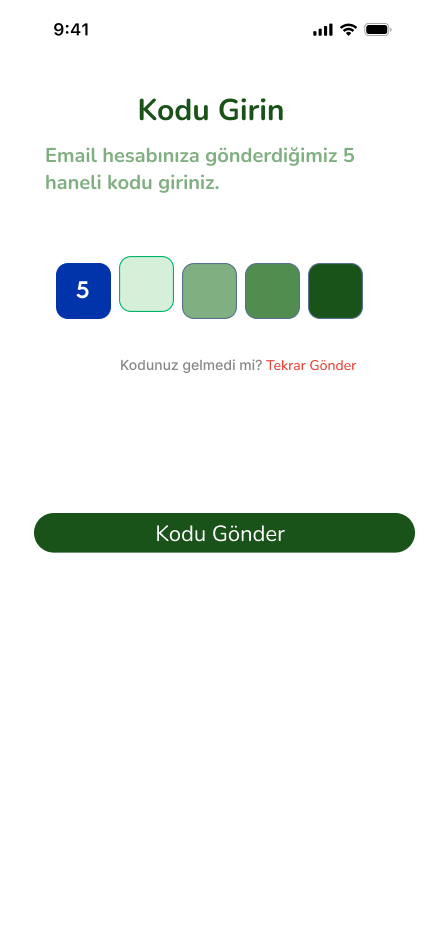 9:41
Kodu Girin
Email hesabınıza gönderdiğimiz 5
haneli kodu giriniz.
5
Kodunuz gelmedi mi? Tekrar Gönder
Kodu Gönder